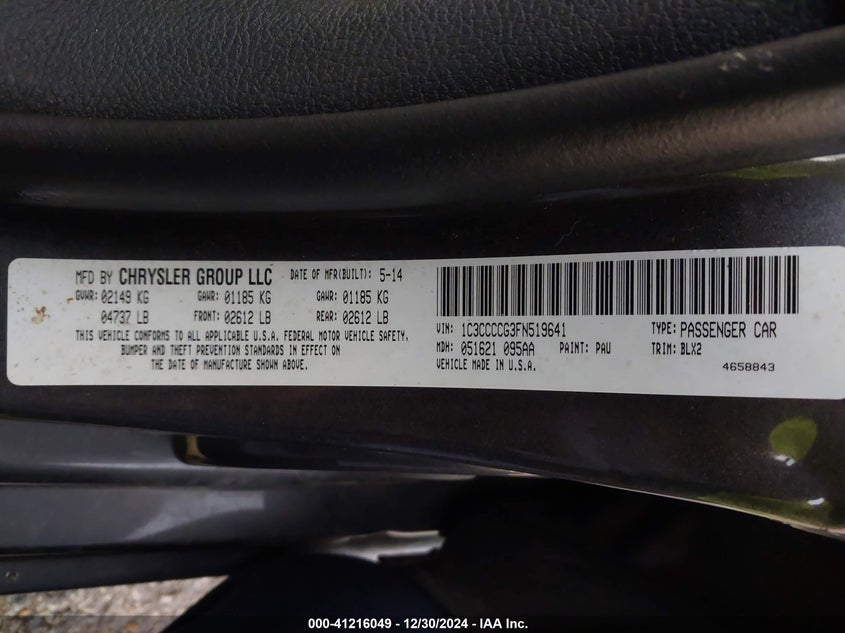 MFD BY CHRYSLER GROUP LLC DATE OF MFR(BUILT): 5-14
GVWR: 02149 KG GAWR: 01185 KG GAWR: 01185 KG
04737 LB FRONT: 02612 LB REAR: 02612 LB
THIS VEHICLE CONFORMS TO ALL APPLICABLE U.S.A. FEDERAL MOTOR VEHICLE SAFETY,
BUMPER AND THEFT PREVENTION STANDARDS IN EFFECT ON
THE DATE OF MANUFACTURE SHOWN ABOVE.
VIN: 1C3CCCCG3FN519641 TYPE: PASSENGER CAR
MDH: 051621 095AA PAINT: PAU TRIM: BLX2
VEHICLE MADE IN U.S.A. 4658843
000-41216049 - 12/30/2024 - IAA Inc.